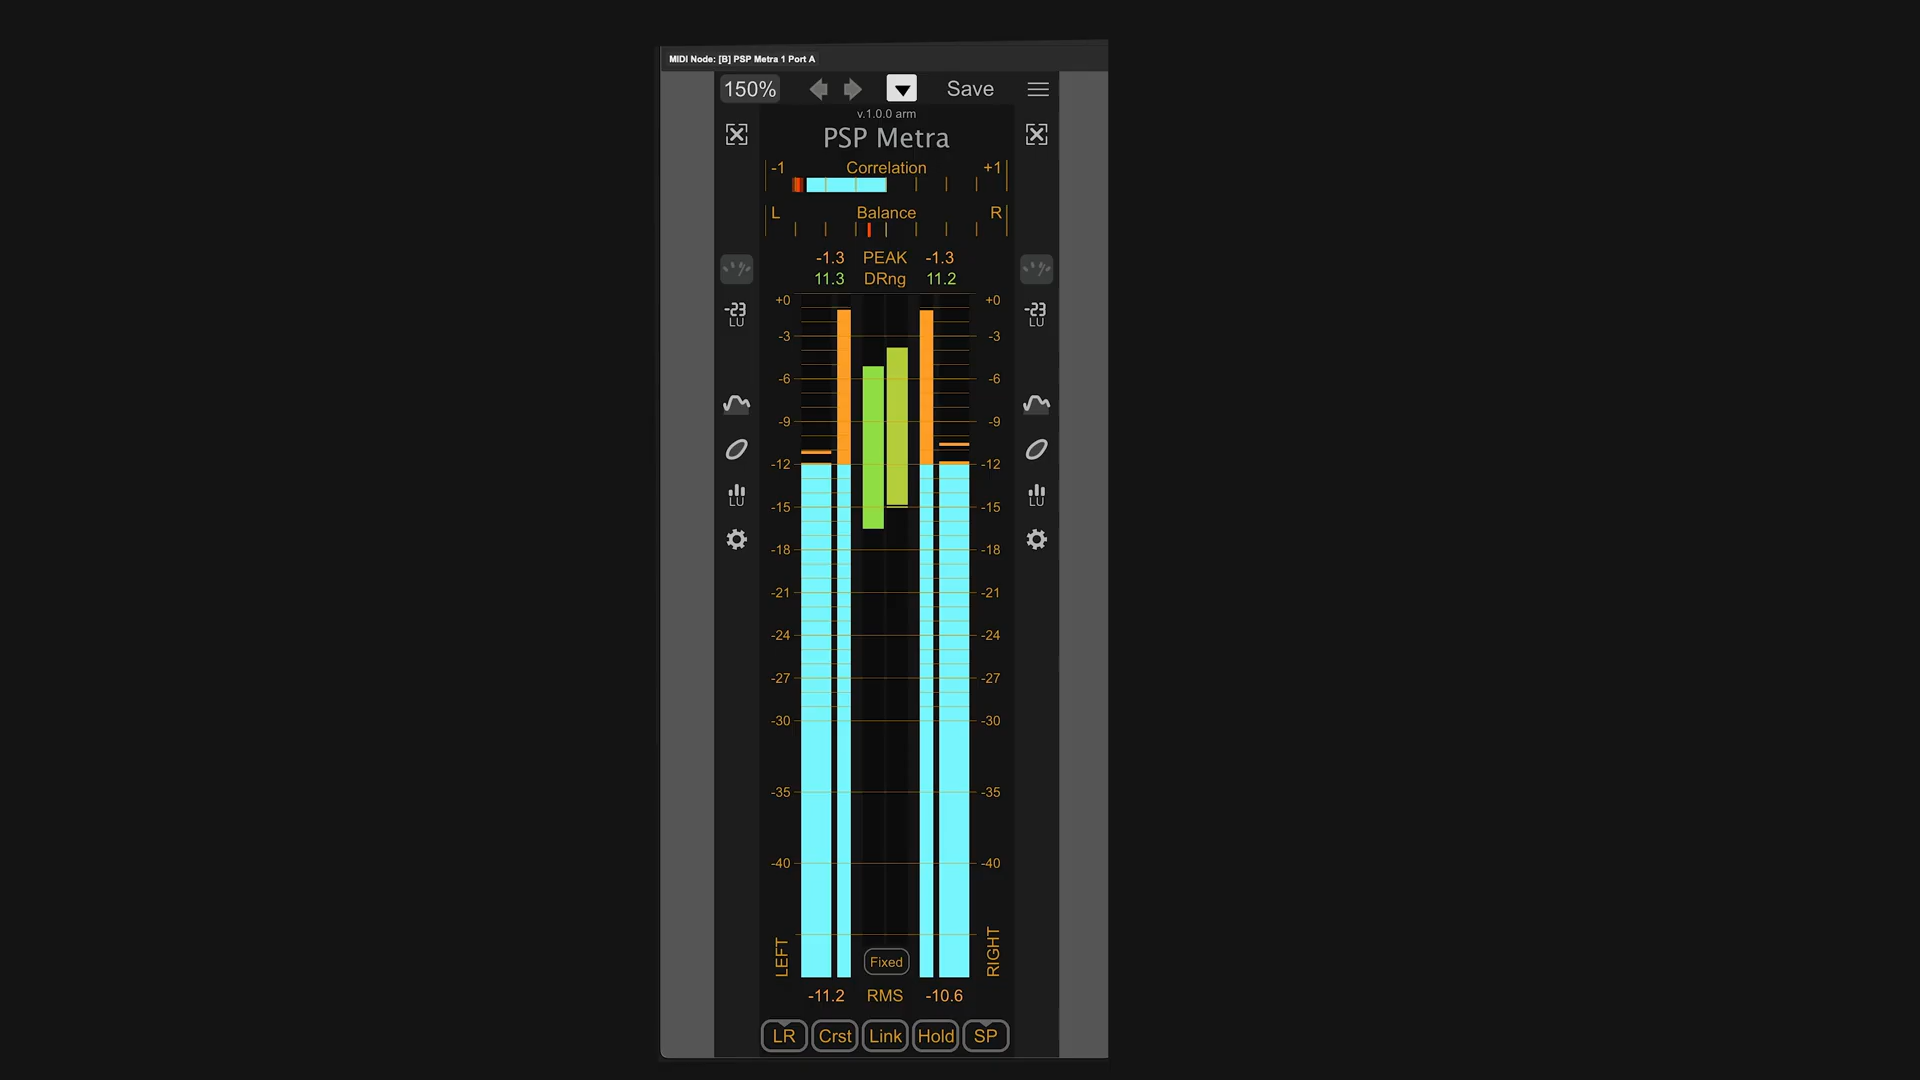 MIDI Node: [B] PSP Metra 1 Port A
150% Save
v.1.0.0 arm
PSP Metra
-1 Correlation +1
L Balance R
-1.3 PEAK -1.3
11.3 DRng 11.2
+0 +0
-23 LU -23 LU
-3 -3
-6 -6
-9 -9
-12 -12
LU LU
-15 -15
-18 -18
-21 -21
-24 -24
-27 -27
-30 -30
-35 -35
-40 -40
LEFT Fixed RIGHT
-11.2 RMS -10.6
LR Crst Link Hold SP